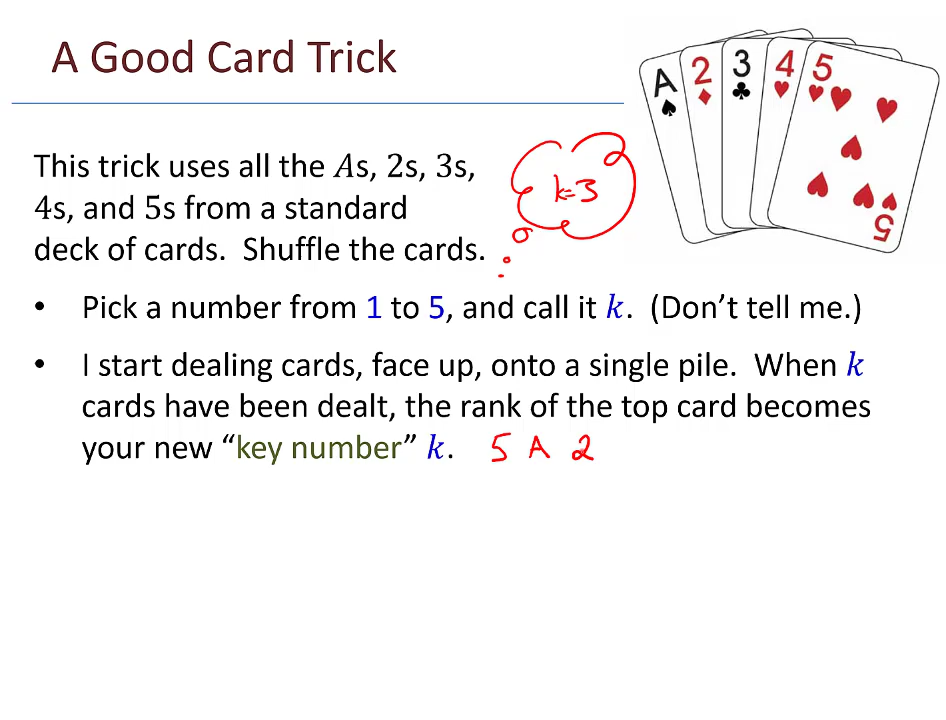 A Good Card Trick
A 2 3 4 5
5
This trick uses all the As, 2s, 3s,
4s, and 5s from a standard
deck of cards. Shuffle the cards.
k=3
• Pick a number from 1 to 5, and call it k. (Don't tell me.)
• I start dealing cards, face up, onto a single pile. When k
cards have been dealt, the rank of the top card becomes
your new “key number” k. 5 A 2